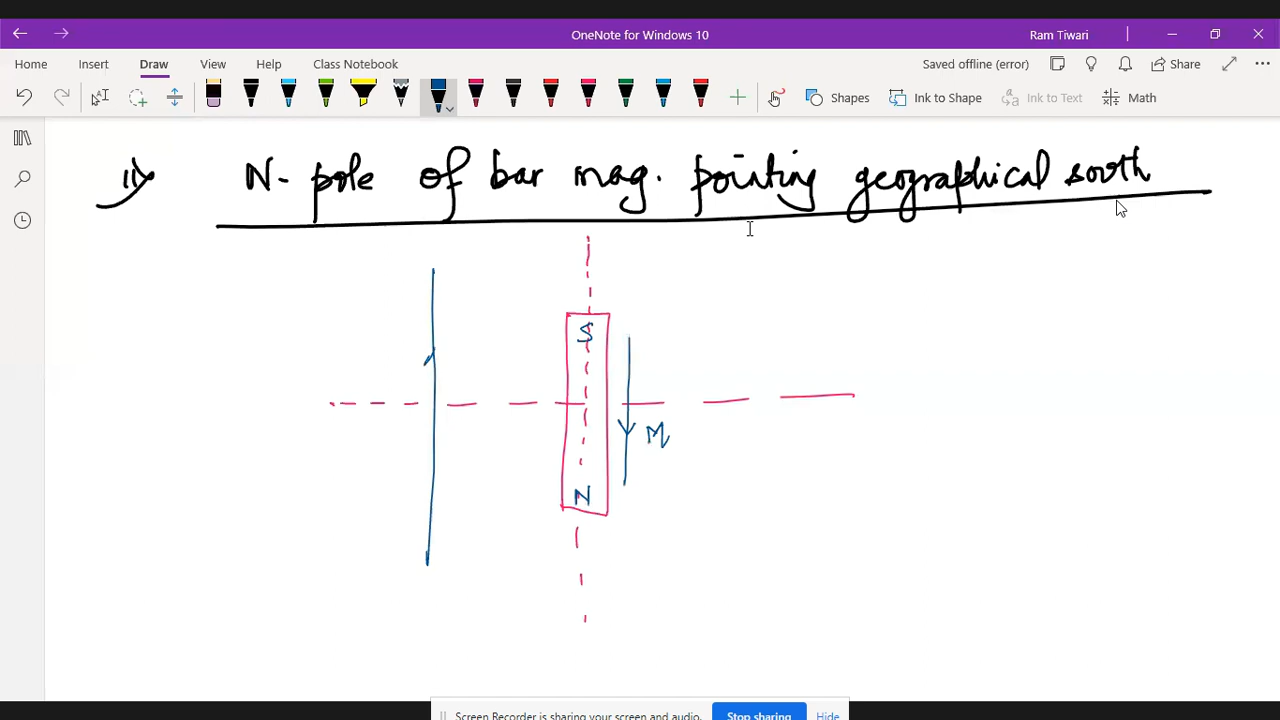 OneNote for Windows 10
Ram Tiwari
Home Insert Draw View Help Class Notebook
Saved offline (error) Share
Shapes Ink to Shape Ink to Text Math
ii) N- pole of bar mag. pointing geographical south
S
M
N
Screen Recorder is sharing your screen and audio. Stop sharing Hide